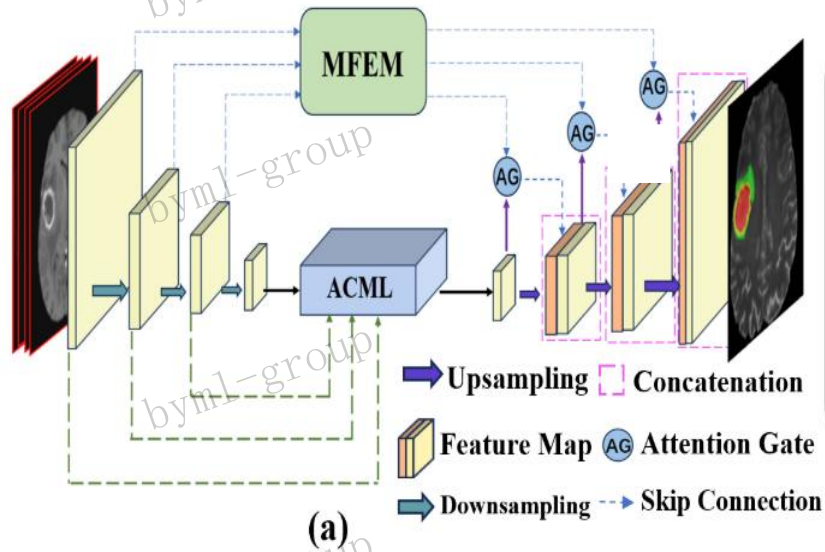 byml-group
MFEM
AG
AG
AG
byml-group
ACML
byml-group
Upsampling
Concatenation
Feature Map
AG
Attention Gate
Downsampling
Skip Connection
(a)